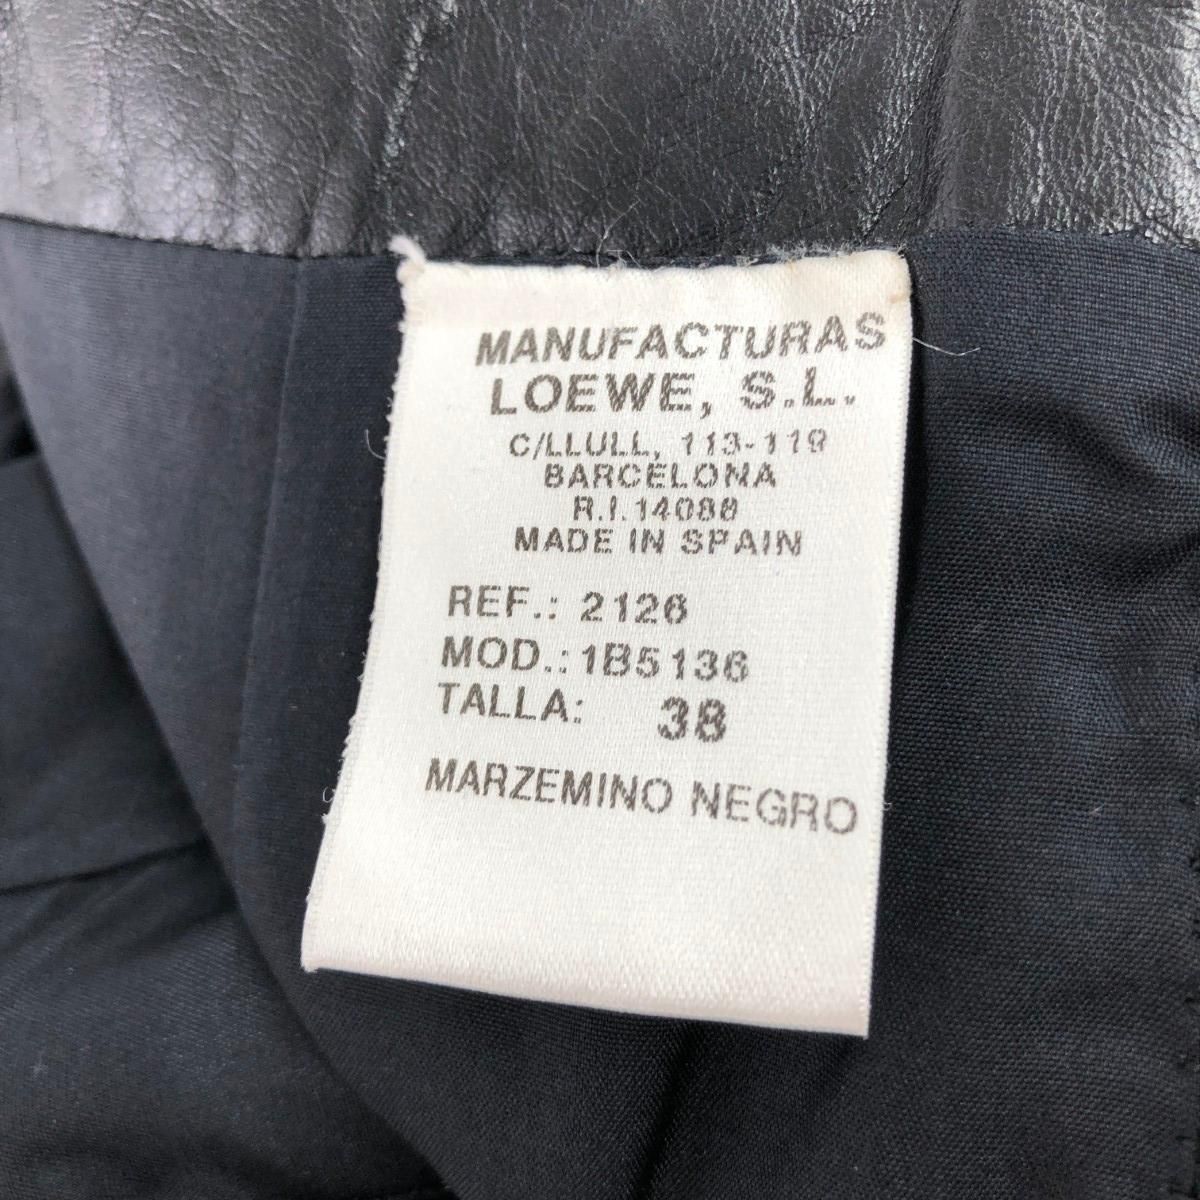 MANUFACTURAS
LOEWE, S.L.
C/LLULL, 113-119
BARCELONA
R.I.14088
MADE IN SPAIN
REF.: 2126
MOD.:1B5136
TALLA: 38
MARZEMINO NEGRO